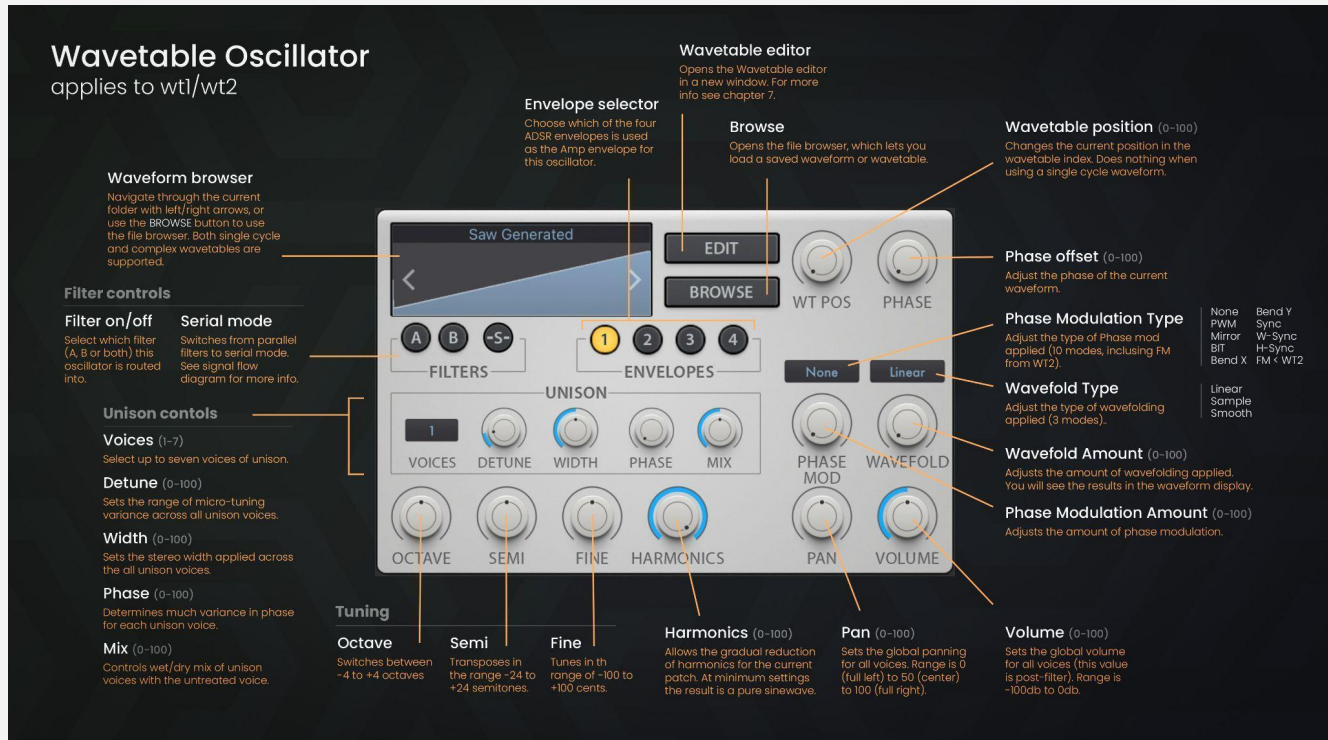 Wavetable Oscillator
applies to wt1/wt2
Wavetable editor
Opens the Wavetable editor
in a new window. For more
info see chapter 7.
Envelope selector
Choose which of the four
ADSR envelopes is used
as the Amp envelope for
this oscillator.
Browse
Opens the file browser, which lets you
load a saved waveform or wavetable.
Wavetable position (0-100)
Changes the current position in the
wavetable index. Does nothing when
using a single cycle waveform.
Waveform browser
Navigate through the current
folder with left/right arrows, or
use the BROWSE button to use
the file browser. Both single cycle
and complex wavetables are
supported.
Filter controls
Filter on/off
Select which filter
(A, B or both) this
oscillator is routed
into.
Serial mode
Switches from parallel
filters to serial mode.
See signal flow
diagram for more info.
Unison contols
Voices (1-7)
Select up to seven voices of unison.
Detune (0-100)
Sets the range of micro-tuning
variance across all unison voices.
Width (0-100)
Sets the stereo width applied across
the all unison voices.
Phase (0-100)
Determines much variance in phase
for each unison voice.
Mix (0-100)
Controls wet/dry mix of unison
voices with the untreated voice.
Saw Generated
EDIT
BROWSE
WT POS
PHASE
A
B
-S-
FILTERS
1
2
3
4
ENVELOPES
None
Linear
UNISON
1
VOICES
DETUNE
WIDTH
PHASE
MIX
PHASE
MOD
WAVEFOLD
OCTAVE
SEMI
FINE
HARMONICS
PAN
VOLUME
Phase offset (0-100)
Adjust the phase of the current
waveform.
Phase Modulation Type
Adjust the type of Phase mod
applied (10 modes, inclusing FM
from WT2).
None Bend Y
PWM Sync
Mirror W-Sync
BIT H-Sync
Bend X FM < WT2
Wavefold Type
Adjust the type of wavefolding
applied (3 modes)..
Linear
Sample
Smooth
Wavefold Amount (0-100)
Adjusts the amount of wavefolding applied.
You will see the results in the waveform display.
Phase Modulation Amount (0-100)
Adjusts the amount of phase modulation.
Tuning
Octave
Switches between
-4 to +4 octaves
Semi
Transposes in
the range -24 to
+24 semitones.
Fine
Tunes in th
range of -100 to
+100 cents.
Harmonics (0-100)
Allows the gradual reduction
of harmonics for the current
patch. At minimum settings
the result is a pure sinewave.
Pan (0-100)
Sets the global panning
for all voices. Range is 0
(full left) to 50 (center)
to 100 (full right).
Volume (0-100)
Sets the global volume
for all voices (this value
is post-filter). Range is
-100db to 0db.